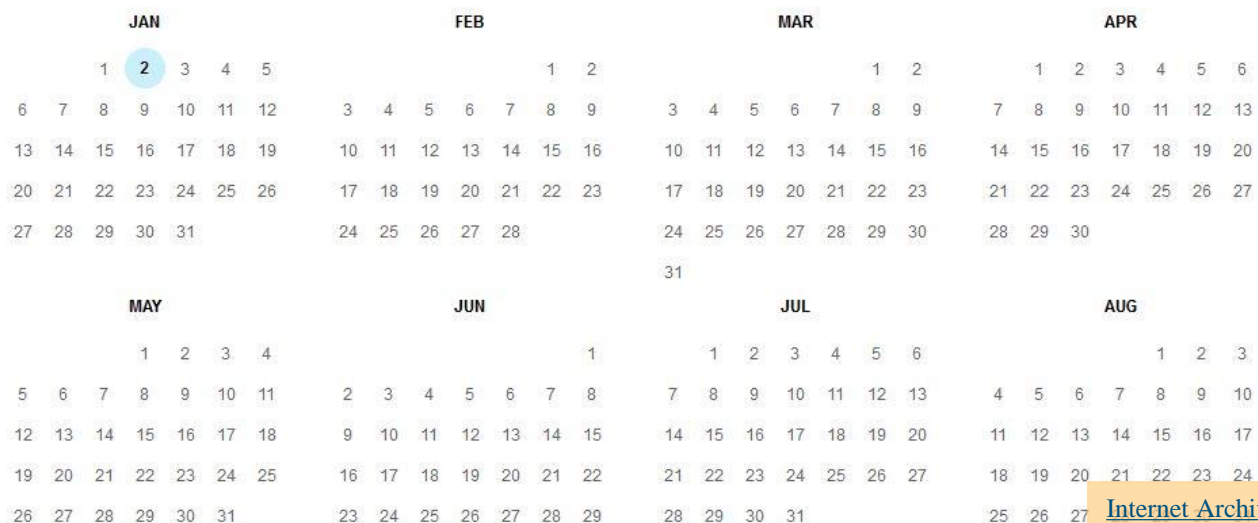 JAN FEB MAR APR
1 2 3 4 5 1 2 1 2 1 2 3 4 5 6
6 7 8 9 10 11 12 3 4 5 6 7 8 9 3 4 5 6 7 8 9 7 8 9 10 11 12 13
13 14 15 16 17 18 19 10 11 12 13 14 15 16 10 11 12 13 14 15 16 14 15 16 17 18 19 20
20 21 22 23 24 25 26 17 18 19 20 21 22 23 17 18 19 20 21 22 23 21 22 23 24 25 26 27
27 28 29 30 31 24 25 26 27 28 24 25 26 27 28 29 30 28 29 30
31
MAY JUN JUL AUG
1 2 3 4 1 1 2 3 4 5 6 1 2 3
5 6 7 8 9 10 11 2 3 4 5 6 7 8 7 8 9 10 11 12 13 4 5 6 7 8 9 10
12 13 14 15 16 17 18 9 10 11 12 13 14 15 14 15 16 17 18 19 20 11 12 13 14 15 16 17
19 20 21 22 23 24 25 16 17 18 19 20 21 22 21 22 23 24 25 26 27 18 19 20 21 22 23 24
26 27 28 29 30 31 23 24 25 26 27 28 29 28 29 30 31 25 26 27 Internet Archi